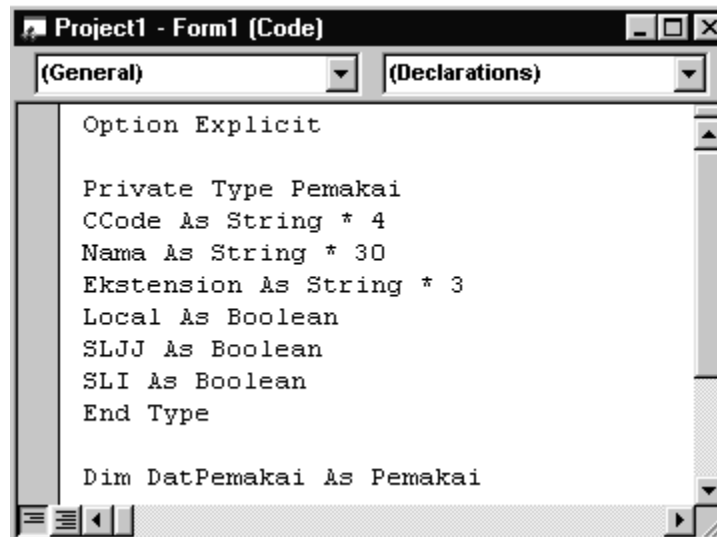 Project1 - Form1 (Code)
(General) (Declarations)
Option Explicit
Private Type Pemakai
CCode As String * 4
Nama As String * 30
Ekstension As String * 3
Local As Boolean
SLJJ As Boolean
SLI As Boolean
End Type
Dim DatPemakai As Pemakai